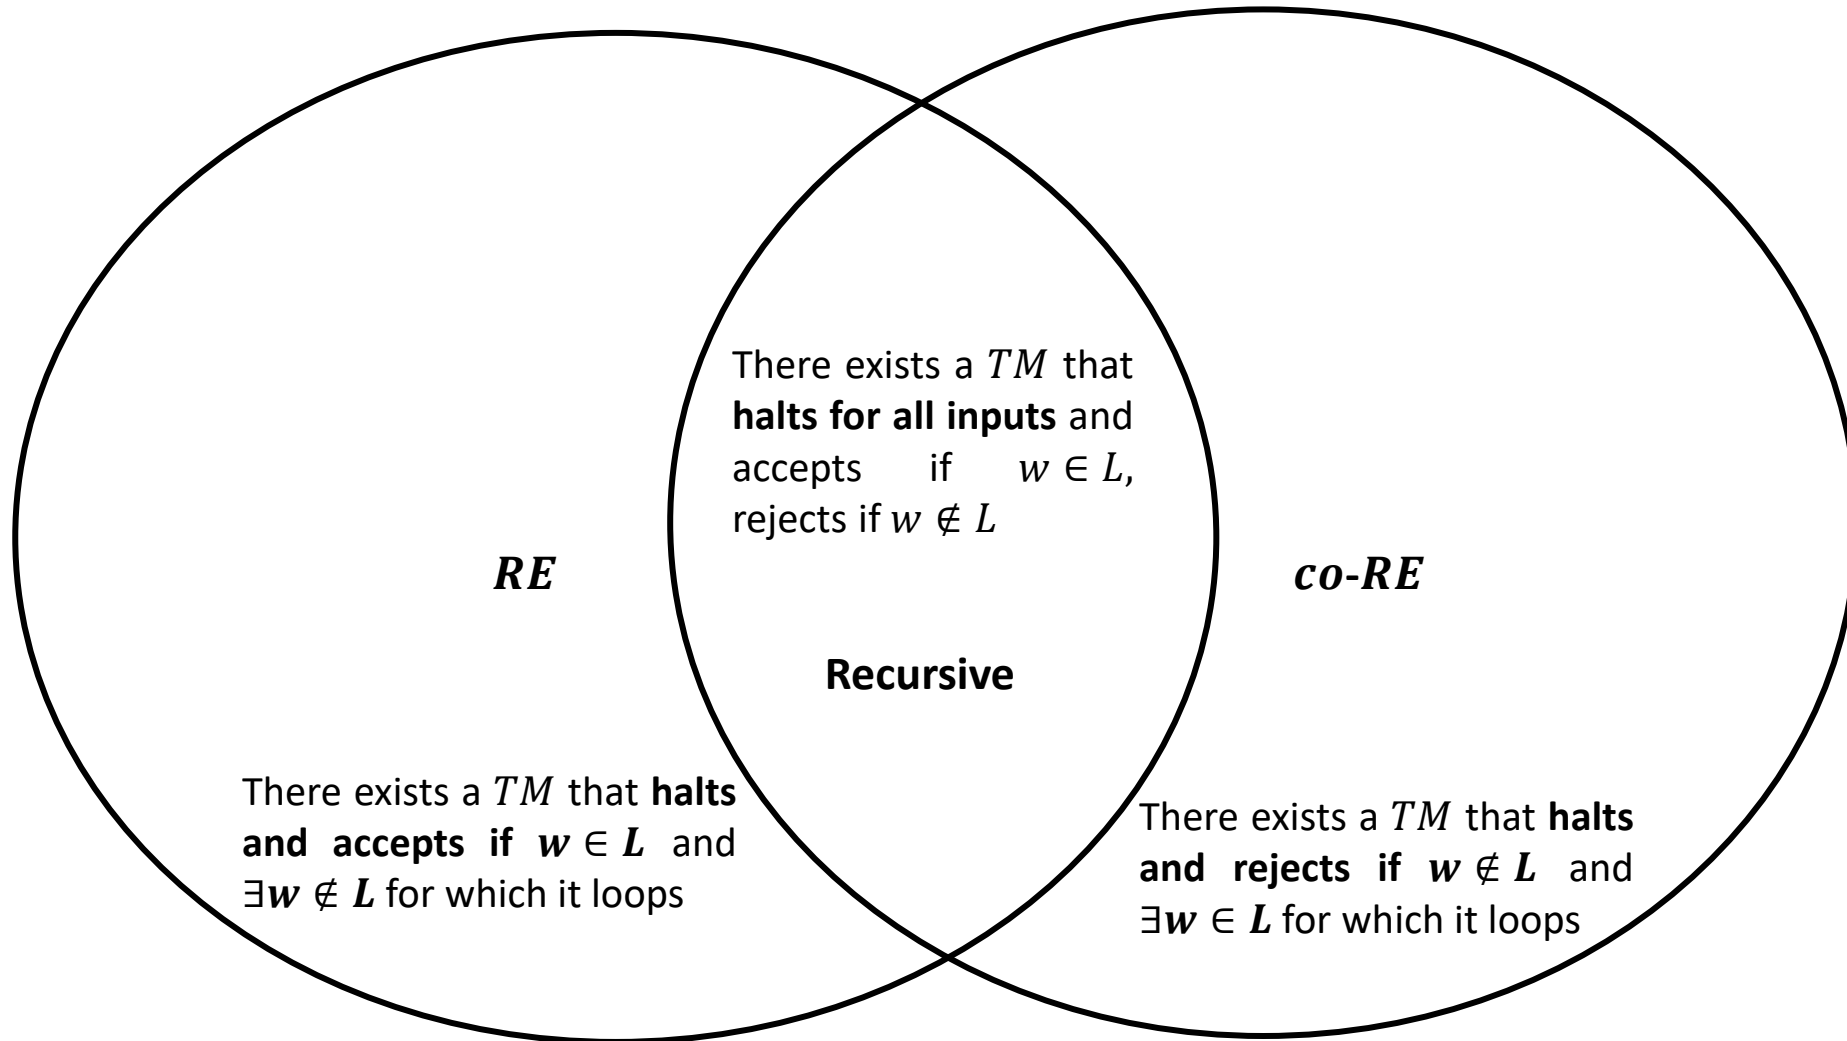 There exists a TM that
halts for all inputs and
accepts if w ∈ L,
rejects if w ∉ L
RE
co-RE
Recursive
There exists a TM that halts
and accepts if w ∈ L and
∃w ∉ L for which it loops
There exists a TM that halts
and rejects if w ∉ L and
∃w ∈ L for which it loops